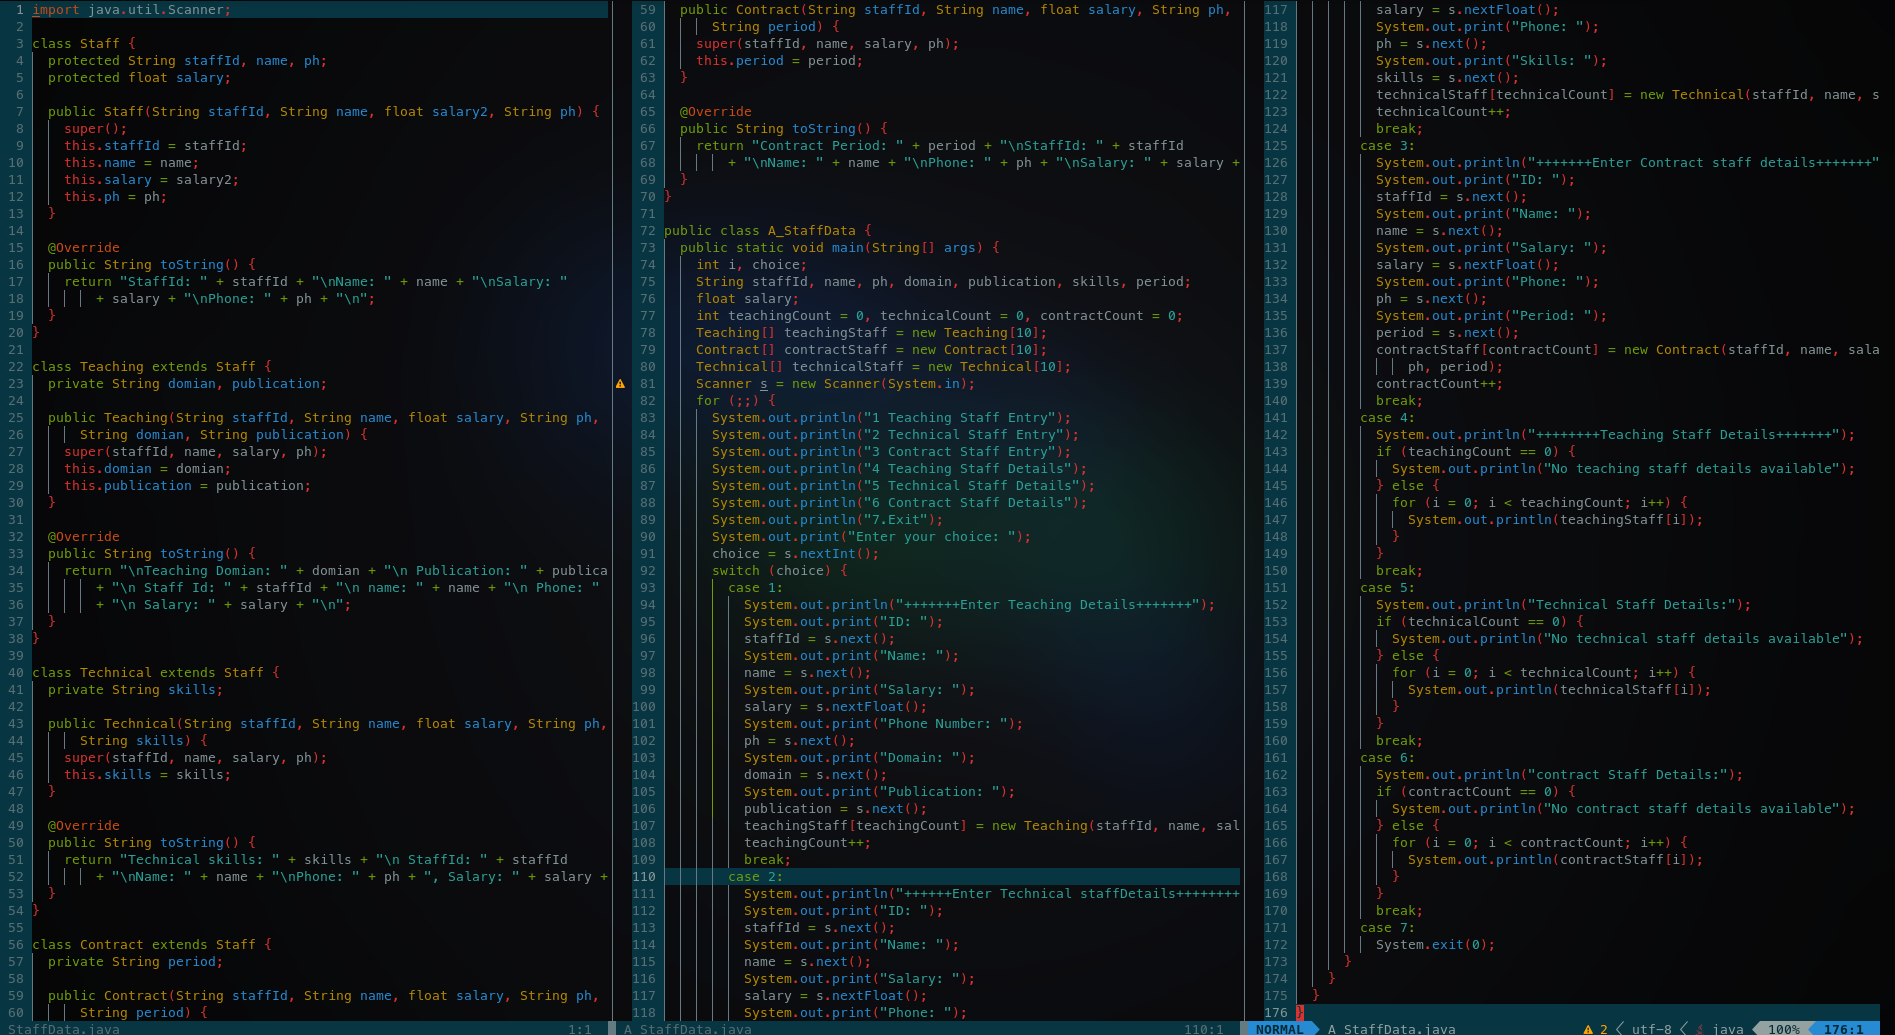 1 import java.util.Scanner;
2
3 class Staff {
4 protected String staffId, name, ph;
5 protected float salary;
6
7 public Staff(String staffId, String name, float salary2, String ph) {
8 super();
9 this.staffId = staffId;
10 this.name = name;
11 this.salary = salary2;
12 this.ph = ph;
13 }
14
15 @Override
16 public String toString() {
17 return "StaffId: " + staffId + "\nName: " + name + "\nSalary: "
18 + salary + "\nPhone: " + ph + "\n";
19 }
20 }
21
22 class Teaching extends Staff {
23 private String domian, publication;
24
25 public Teaching(String staffId, String name, float salary, String ph,
26 String domian, String publication) {
27 super(staffId, name, salary, ph);
28 this.domian = domian;
29 this.publication = publication;
30 }
31
32 @Override
33 public String toString() {
34 return "\nTeaching Domian: " + domian + "\n Publication: " + publica
35 + "\n Staff Id: " + staffId + "\n name: " + name + "\n Phone: "
36 + "\n Salary: " + salary + "\n";
37 }
38 }
39
40 class Technical extends Staff {
41 private String skills;
42
43 public Technical(String staffId, String name, float salary, String ph,
44 String skills) {
45 super(staffId, name, salary, ph);
46 this.skills = skills;
47 }
48
49 @Override
50 public String toString() {
51 return "Technical skills: " + skills + "\n StaffId: " + staffId
52 + "\nName: " + name + "\nPhone: " + ph + ", Salary: " + salary +
53 }
54 }
55
56 class Contract extends Staff {
57 private String period;
58
59 public Contract(String staffId, String name, float salary, String ph,
60 String period) {
StaffData.java 1:1
59 public Contract(String staffId, String name, float salary, String ph,
60 String period) {
61 super(staffId, name, salary, ph);
62 this.period = period;
63 }
64
65 @Override
66 public String toString() {
67 return "Contract Period: " + period + "\nStaffId: " + staffId
68 + "\nName: " + name + "\nPhone: " + ph + "\nSalary: " + salary +
69 }
70 }
71
72 public class A_StaffData {
73 public static void main(String[] args) {
74 int i, choice;
75 String staffId, name, ph, domain, publication, skills, period;
76 float salary;
77 int teachingCount = 0, technicalCount = 0, contractCount = 0;
78 Teaching[] teachingStaff = new Teaching[10];
79 Contract[] contractStaff = new Contract[10];
80 Technical[] technicalStaff = new Technical[10];
81 Scanner s = new Scanner(System.in);
82 for (;;) {
83 System.out.println("1 Teaching Staff Entry");
84 System.out.println("2 Technical Staff Entry");
85 System.out.println("3 Contract Staff Entry");
86 System.out.println("4 Teaching Staff Details");
87 System.out.println("5 Technical Staff Details");
88 System.out.println("6 Contract Staff Details");
89 System.out.println("7.Exit");
90 System.out.print("Enter your choice: ");
91 choice = s.nextInt();
92 switch (choice) {
93 case 1:
94 System.out.println("+++++++Enter Teaching Details+++++++");
95 System.out.print("ID: ");
96 staffId = s.next();
97 System.out.print("Name: ");
98 name = s.next();
99 System.out.print("Salary: ");
100 salary = s.nextFloat();
101 System.out.print("Phone Number: ");
102 ph = s.next();
103 System.out.print("Domain: ");
104 domain = s.next();
105 System.out.print("Publication: ");
106 publication = s.next();
107 teachingStaff[teachingCount] = new Teaching(staffId, name, sal
108 teachingCount++;
109 break;
110 case 2:
111 System.out.println("++++++Enter Technical staffDetails++++++++
112 System.out.print("ID: ");
113 staffId = s.next();
114 System.out.print("Name: ");
115 name = s.next();
116 System.out.print("Salary: ");
117 salary = s.nextFloat();
118 System.out.print("Phone: ");
A StaffData.java 110:1
117 salary = s.nextFloat();
118 System.out.print("Phone: ");
119 ph = s.next();
120 System.out.print("Skills: ");
121 skills = s.next();
122 technicalStaff[technicalCount] = new Technical(staffId, name, s
123 technicalCount++;
124 break;
125 case 3:
126 System.out.println("+++++++Enter Contract staff details+++++++"
127 System.out.print("ID: ");
128 staffId = s.next();
129 System.out.print("Name: ");
130 name = s.next();
131 System.out.print("Salary: ");
132 salary = s.nextFloat();
133 System.out.print("Phone: ");
134 ph = s.next();
135 System.out.print("Period: ");
136 period = s.next();
137 contractStaff[contractCount] = new Contract(staffId, name, sala
138 ph, period);
139 contractCount++;
140 break;
141 case 4:
142 System.out.println("++++++++Teaching Staff Details+++++++");
143 if (teachingCount == 0) {
144 System.out.println("No teaching staff details available");
145 } else {
146 for (i = 0; i < teachingCount; i++) {
147 System.out.println(teachingStaff[i]);
148 }
149 }
150 break;
151 case 5:
152 System.out.println("Technical Staff Details:");
153 if (technicalCount == 0) {
154 System.out.println("No technical staff details available");
155 } else {
156 for (i = 0; i < technicalCount; i++) {
157 System.out.println(technicalStaff[i]);
158 }
159 }
160 break;
161 case 6:
162 System.out.println("contract Staff Details:");
163 if (contractCount == 0) {
164 System.out.println("No contract staff details available");
165 } else {
166 for (i = 0; i < contractCount; i++) {
167 System.out.println(contractStaff[i]);
168 }
169 }
170 break;
171 case 7:
172 System.exit(0);
173 }
174 }
175 }
176 }
NORMAL A StaffData.java 2 utf-8 java 100% 176:1